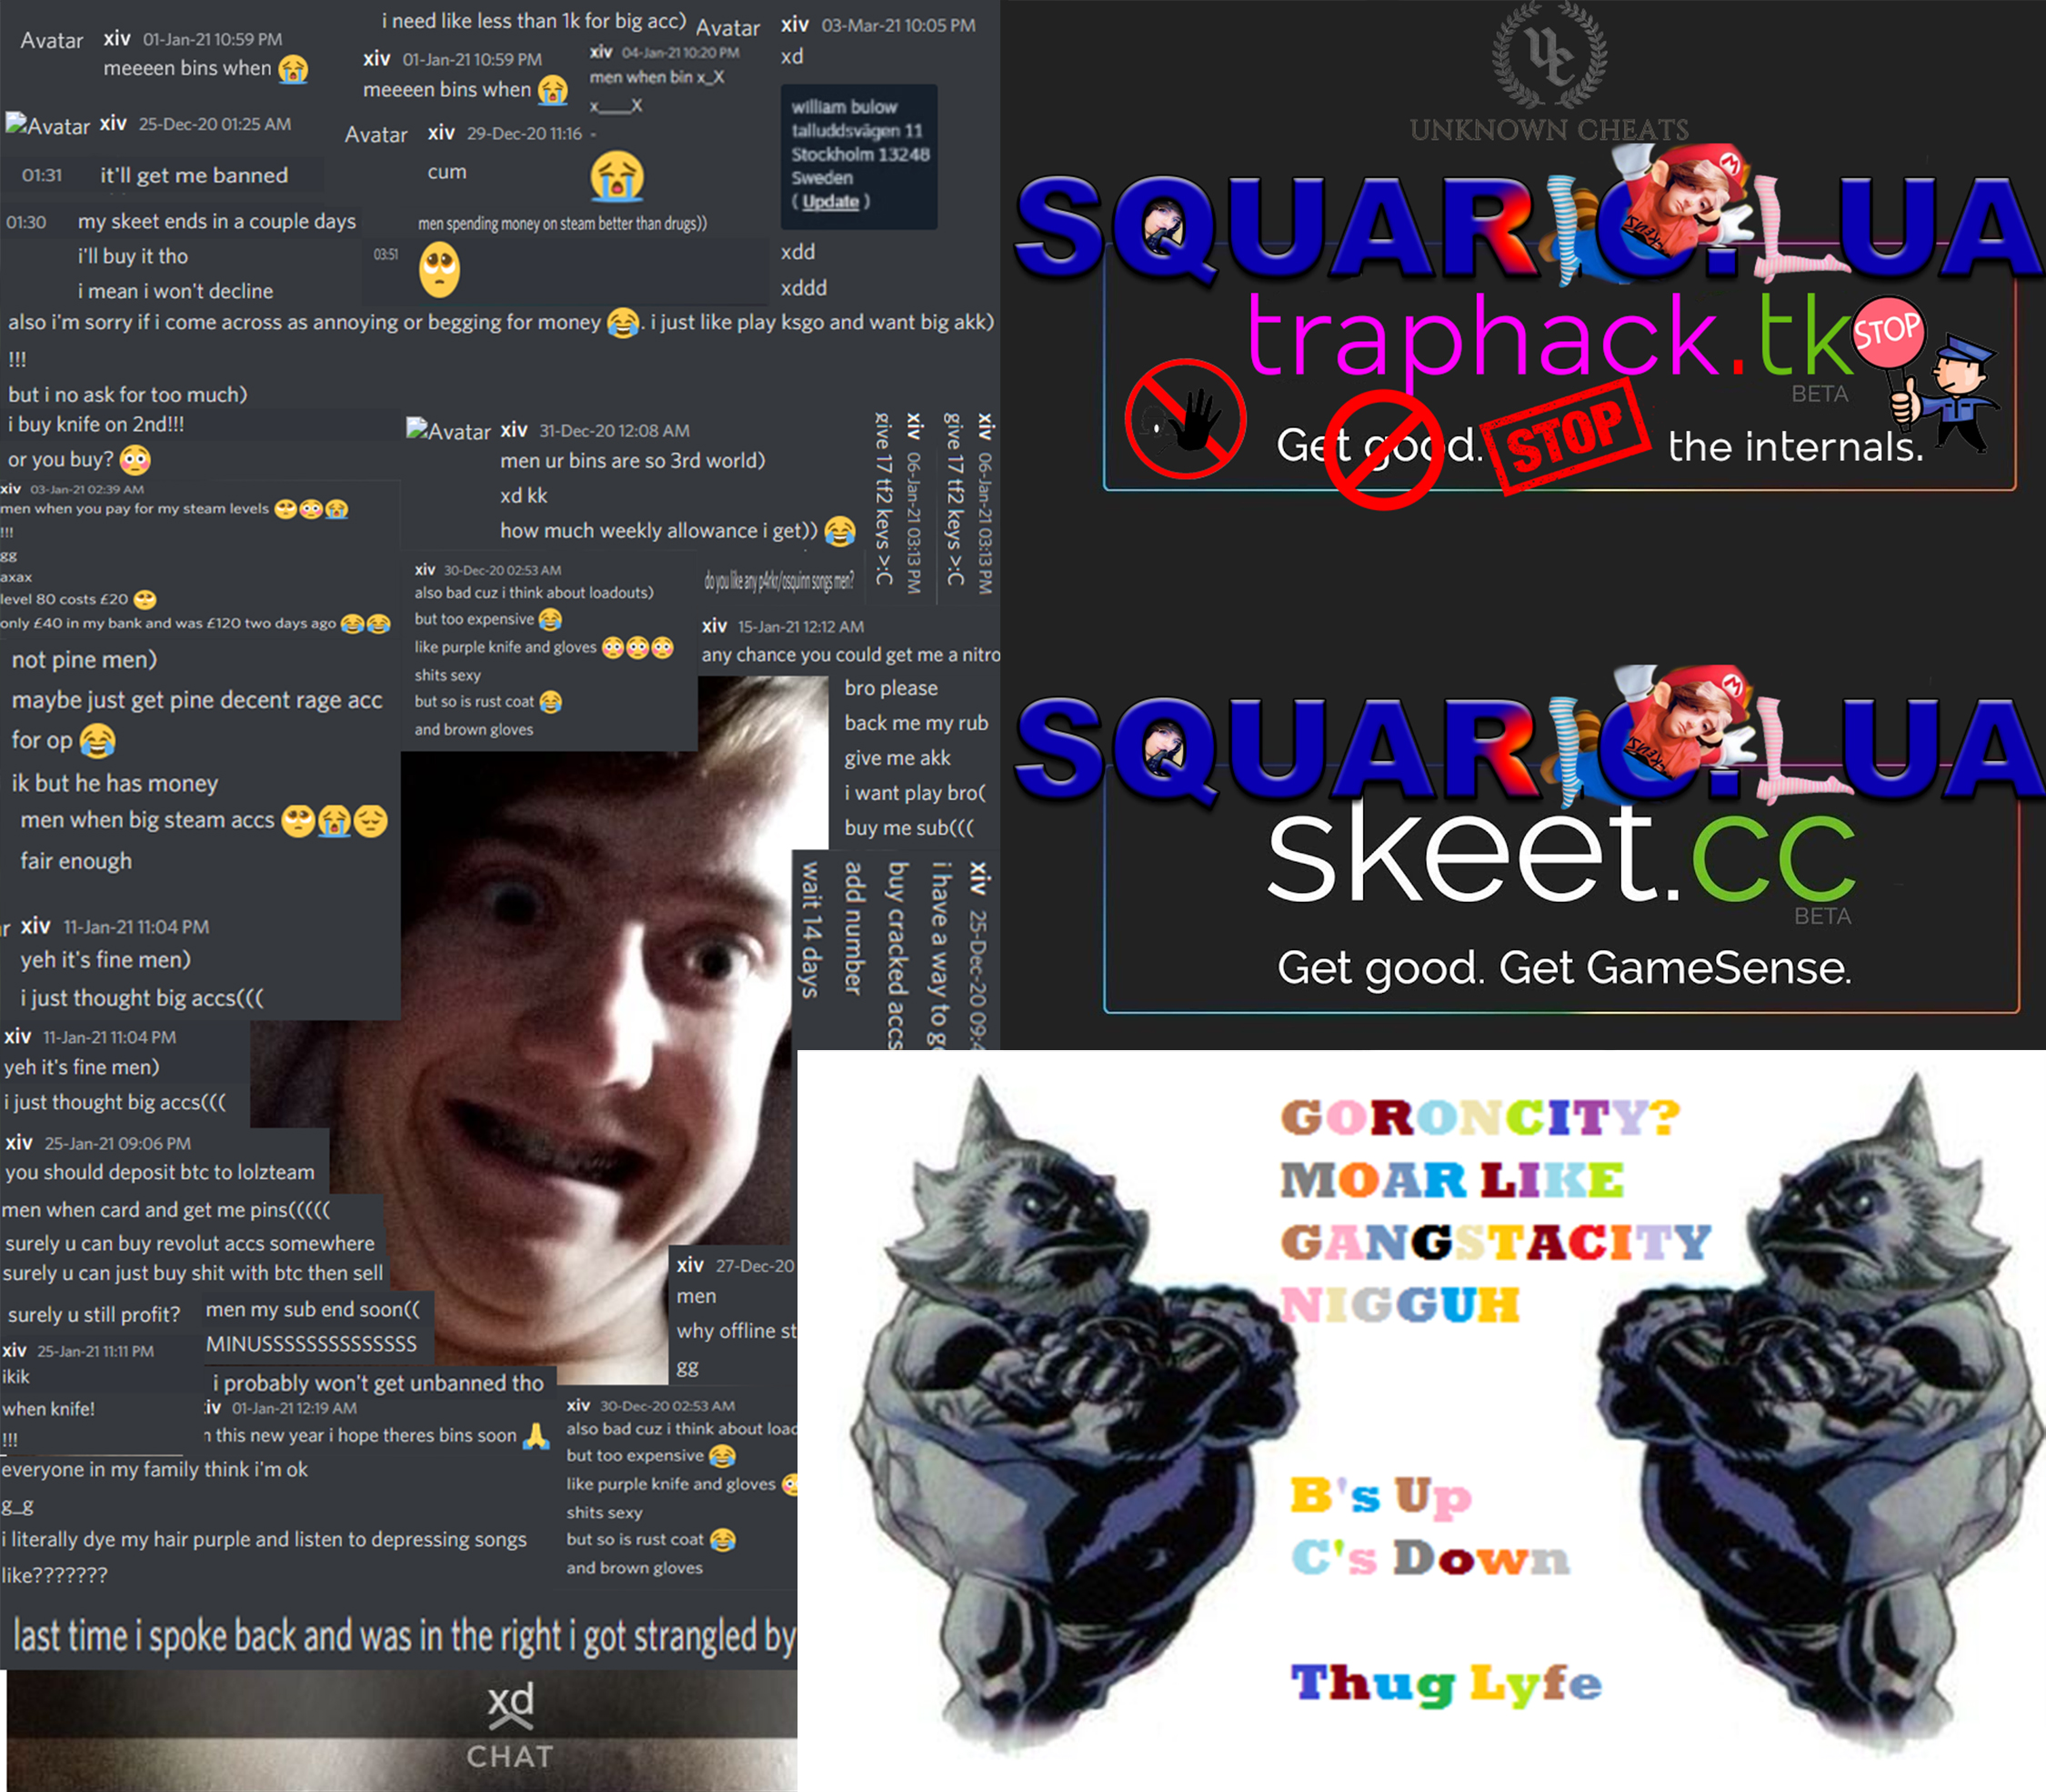 i need like less than 1k for big acc)
Avatar xiv 01-Jan-21 10:59 PM
meeeen bins when 😭
xiv 01-Jan-21 10:59 PM
meeeen bins when 😭
xiv 04-Jan-21 10:20 PM
men when bin x_X
x___X
Avatar xiv 03-Mar-21 10:05 PM
xd
william bulow
talluddsvägen 11
Stockholm 13248
Sweden
( Update )
xdd
xddd
Avatar xiv 25-Dec-20 01:25 AM
01:31 it'll get me banned
Avatar xiv 29-Dec-20 11:16 -
cum
😭
men spending money on steam better than drugs))
03:51 🥺
01:30 my skeet ends in a couple days
i'll buy it tho
i mean i won't decline
also i'm sorry if i come across as annoying or begging for money 😂. i just like play ksgo and want big akk)
!!!
but i no ask for too much)
i buy knife on 2nd!!!
or you buy? 😳
xiv 03-Jan-21 02:39 AM
men when you pay for my steam levels 🥺😳😭
!!!
gg
axax
level 80 costs £20 🥺
only £40 in my bank and was £120 two days ago 😂😂
Avatar xiv 31-Dec-20 12:08 AM
men ur bins are so 3rd world)
xd kk
how much weekly allowance i get)) 😂
xiv 06-Jan-21 03:13 PM
give 17 tf2 keys >:C
xiv 06-Jan-21 03:13 PM
give 17 tf2 keys >:C
xiv 30-Dec-20 02:53 AM
also bad cuz i think about loadouts)
but too expensive 😂
like purple knife and gloves 😳😳😳
shits sexy
but so is rust coat 😂
and brown gloves
do you like any p4rkr/osquinn songs men?
xiv 15-Jan-21 12:12 AM
any chance you could get me a nitro
bro please
back me my rub
give me akk
i want play bro(
buy me sub(((
not pine men)
maybe just get pine decent rage acc
for op 😂
ik but he has money
men when big steam accs 🥺😭😔
fair enough
xiv 25-Dec-20 09:4
i have a way to ge
buy cracked accs
add number
wait 14 days
r xiv 11-Jan-21 11:04 PM
yeh it's fine men)
i just thought big accs(((
xiv 11-Jan-21 11:04 PM
yeh it's fine men)
i just thought big accs(((
xiv 25-Jan-21 09:06 PM
you should deposit btc to lolzteam
men when card and get me pins(((((
surely u can buy revolut accs somewhere
surely u can just buy shit with btc then sell
surely u still profit?
men my sub end soon((
MINUSSSSSSSSSSSSSS
xiv 25-Jan-21 11:11 PM
ikik
when knife!
!!!
i probably won't get unbanned tho
iv 01-Jan-21 12:19 AM
n this new year i hope theres bins soon 🙏
xiv 27-Dec-20
men
why offline st
gg
xiv 30-Dec-20 02:53 AM
also bad cuz i think about load
but too expensive 😂
like purple knife and gloves 😳
shits sexy
but so is rust coat 😂
and brown gloves
everyone in my family think i'm ok
g_g
i literally dye my hair purple and listen to depressing songs
like???????
last time i spoke back and was in the right i got strangled by
xd
CHAT
UC
UNKNOWN CHEATS
SQUARIO.LUA
traphack.tk
STOP
BETA
Get good. STOP the internals.
SQUARIO.LUA
skeet.cc
BETA
Get good. Get GameSense.
GORONCITY?
MOAR LIKE
GANGSTACITY
NIGGUH
B's Up
C's Down
Thug Lyfe